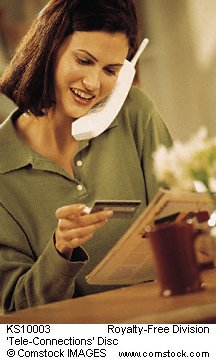 KS10003 Royalty-Free Division
'Tele-Connections' Disc
© Comstock IMAGES www.comstock.com